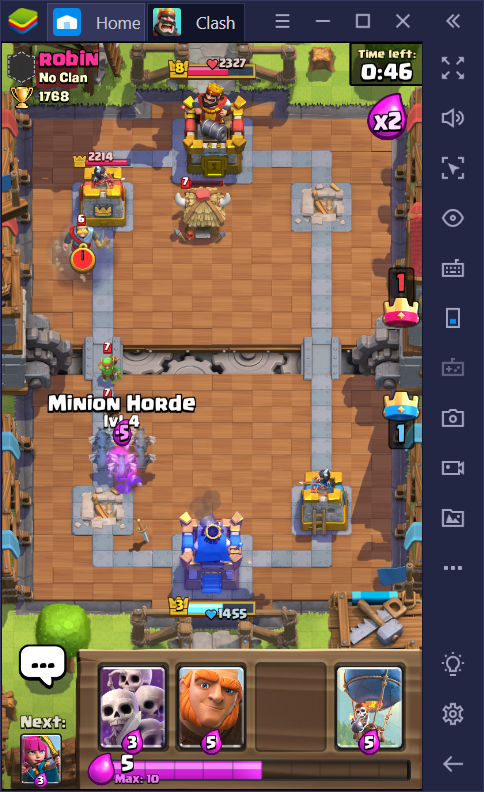 Home
Clash
ROBIN
No Clan
1768
8
2327
Time left:
0:46
x2
2214
7
6
1
7
7
Minion Horde
lvl 4
-5
1
3
1455
...
3
5
5
Next:
3
5
Max: 10